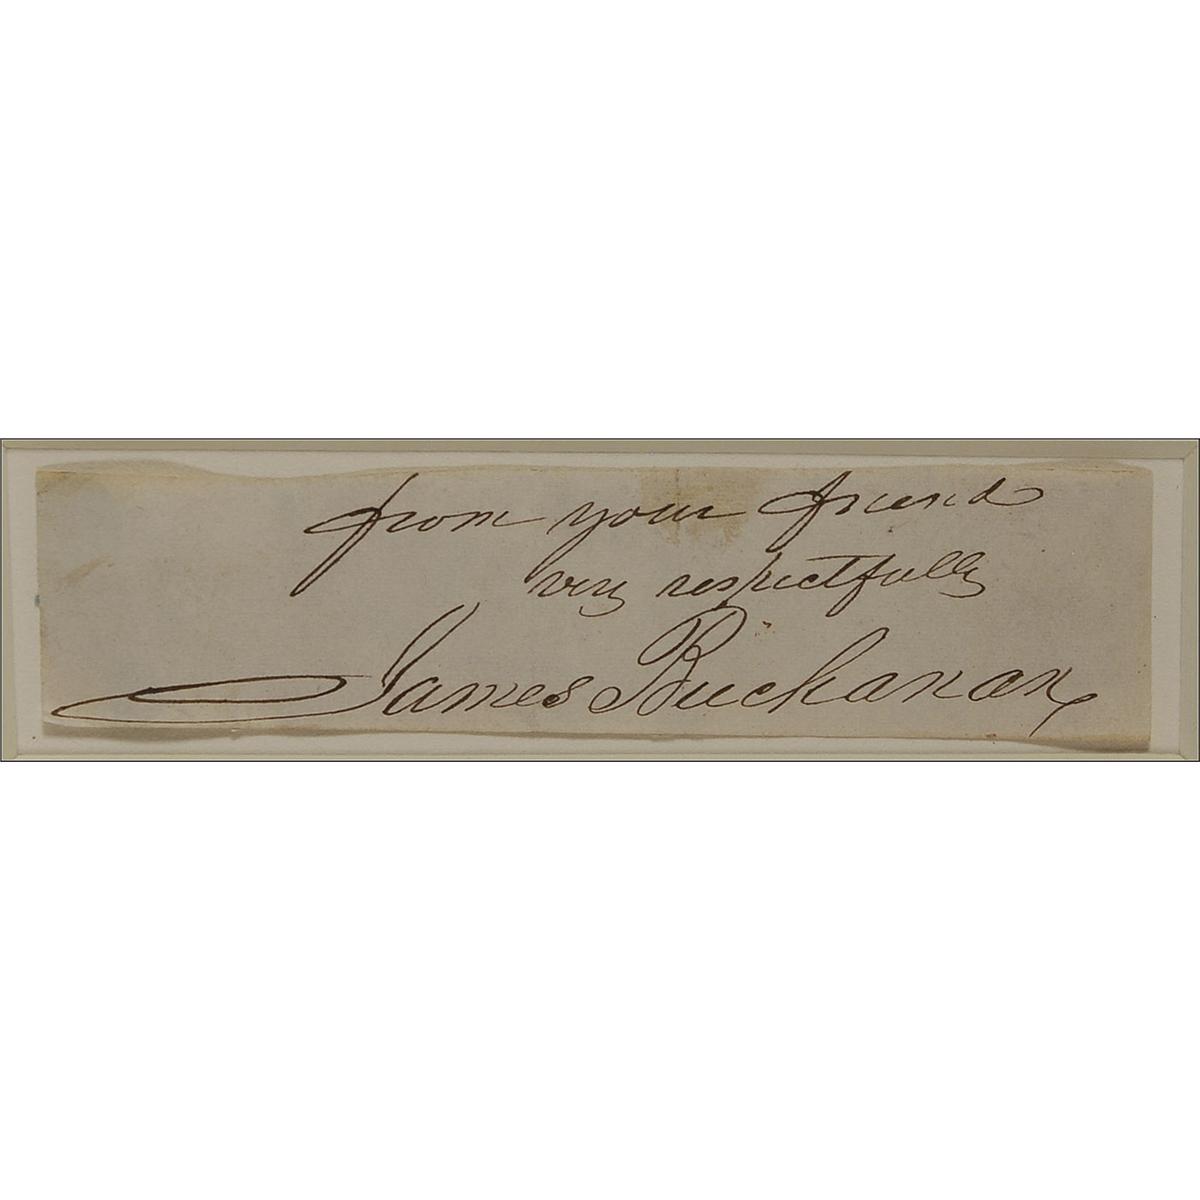 from your friend
very respectfully
James Buchanan